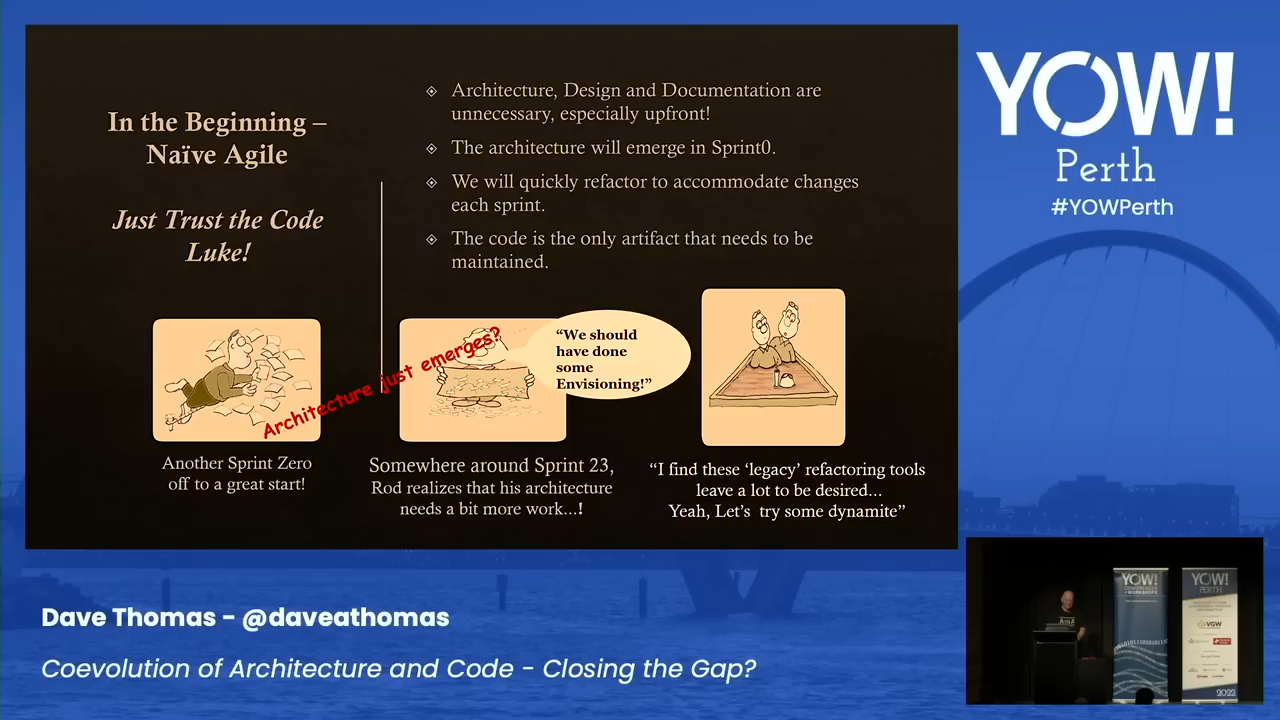 In the Beginning –
Naïve Agile
Just Trust the Code
Luke!
Architecture, Design and Documentation are
unnecessary, especially upfront!
The architecture will emerge in Sprint0.
We will quickly refactor to accommodate changes
each sprint.
The code is the only artifact that needs to be
maintained.
Architecture just emerges?
“We should
have done
some
Envisioning!”
Another Sprint Zero
off to a great start!
Somewhere around Sprint 23,
Rod realizes that his architecture
needs a bit more work...!
“I find these ‘legacy’ refactoring tools
leave a lot to be desired...
Yeah, Let’s try some dynamite”
YOW!
Perth
#YOWPerth
YOW!
YOW!
PERTH
VGW
2022
Dave Thomas - @daveathomas
Coevolution of Architecture and Code - Closing the Gap?